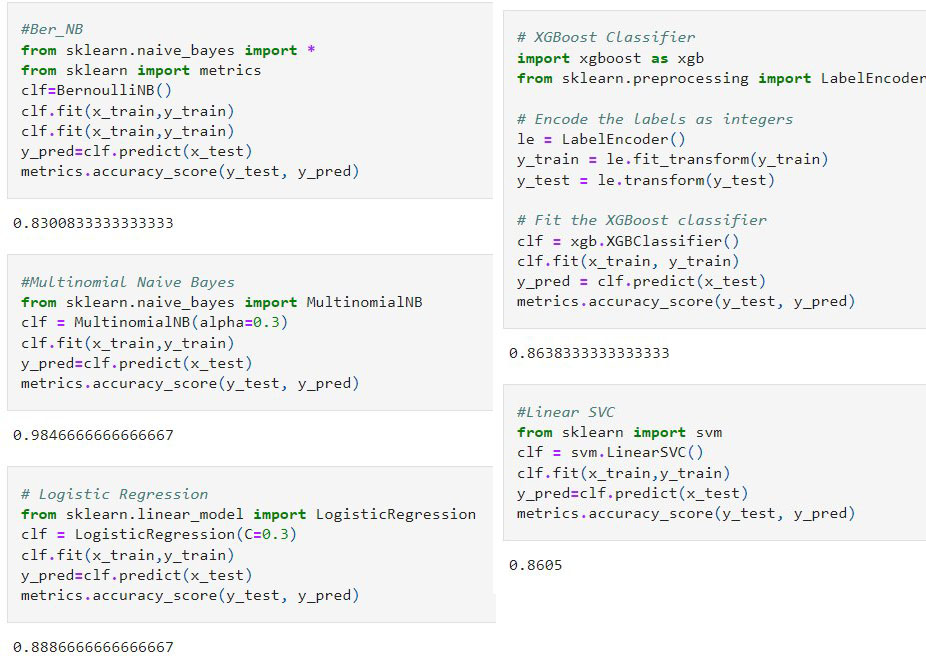 #Ber_NB
from sklearn.naive_bayes import *
from sklearn import metrics
clf=BernoulliNB()
clf.fit(x_train,y_train)
clf.fit(x_train,y_train)
y_pred=clf.predict(x_test)
metrics.accuracy_score(y_test, y_pred)
0.8300833333333333
#Multinomial Naive Bayes
from sklearn.naive_bayes import MultinomialNB
clf = MultinomialNB(alpha=0.3)
clf.fit(x_train,y_train)
y_pred=clf.predict(x_test)
metrics.accuracy_score(y_test, y_pred)
0.9846666666666667
# Logistic Regression
from sklearn.linear_model import LogisticRegression
clf = LogisticRegression(C=0.3)
clf.fit(x_train,y_train)
y_pred=clf.predict(x_test)
metrics.accuracy_score(y_test, y_pred)
0.8886666666666667
# XGBoost Classifier
import xgboost as xgb
from sklearn.preprocessing import LabelEncoder
# Encode the labels as integers
le = LabelEncoder()
y_train = le.fit_transform(y_train)
y_test = le.transform(y_test)
# Fit the XGBoost classifier
clf = xgb.XGBClassifier()
clf.fit(x_train, y_train)
y_pred = clf.predict(x_test)
metrics.accuracy_score(y_test, y_pred)
0.8638333333333333
#Linear SVC
from sklearn import svm
clf = svm.LinearSVC()
clf.fit(x_train,y_train)
y_pred=clf.predict(x_test)
metrics.accuracy_score(y_test, y_pred)
0.8605